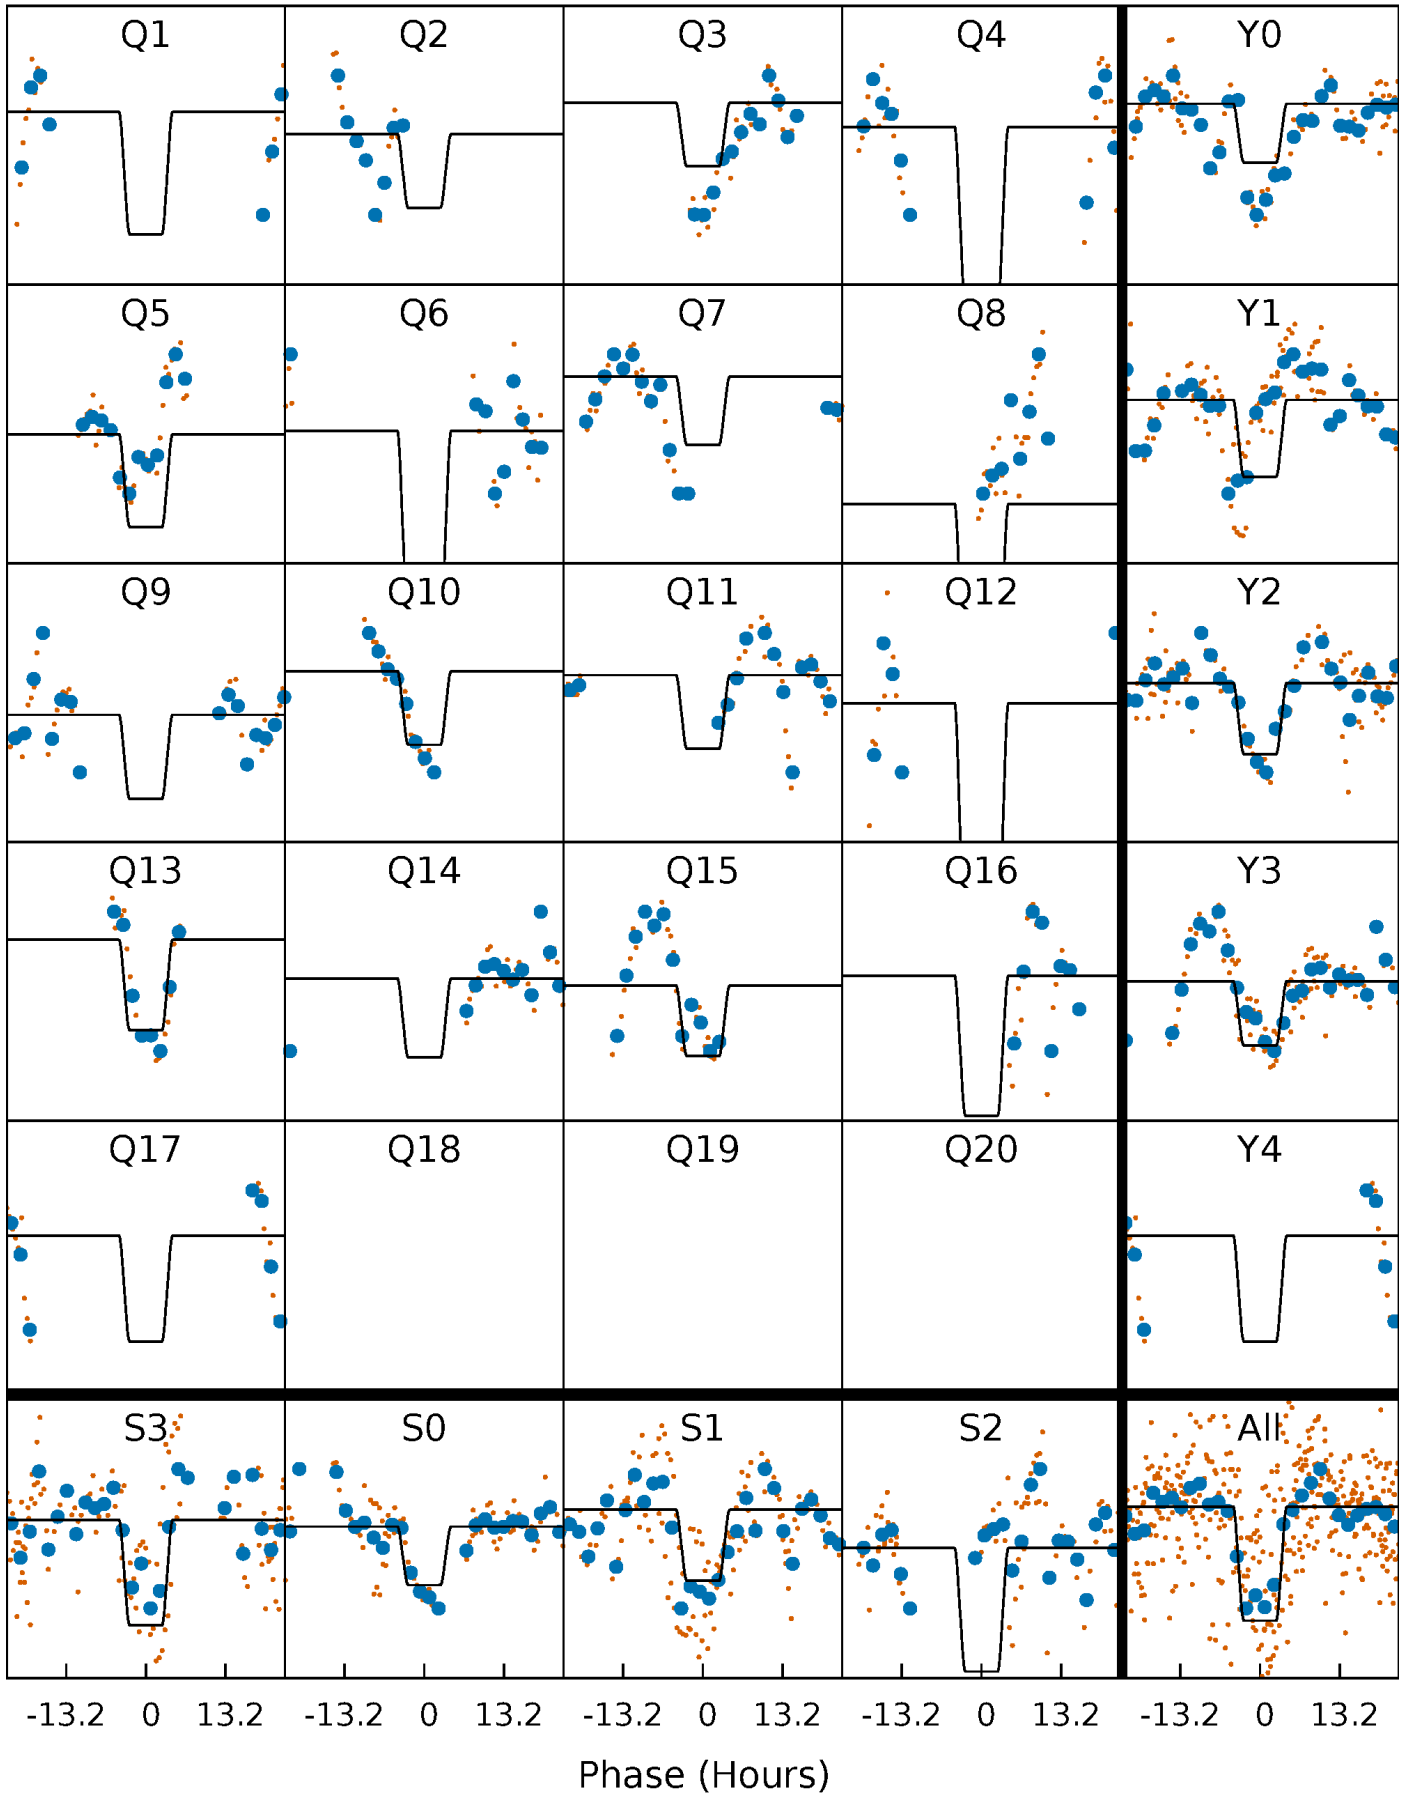 Q1 Q2 Q3 Q4 Y0
Q5 Q6 Q7 Q8 Y1
Q9 Q10 Q11 Q12 Y2
Q13 Q14 Q15 Q16 Y3
Q17 Q18 Q19 Q20 Y4
S3 S0 S1 S2 All
-13.2 0 13.2 -13.2 0 13.2 -13.2 0 13.2 -13.2 0 13.2 -13.2 0 13.2
Phase (Hours)